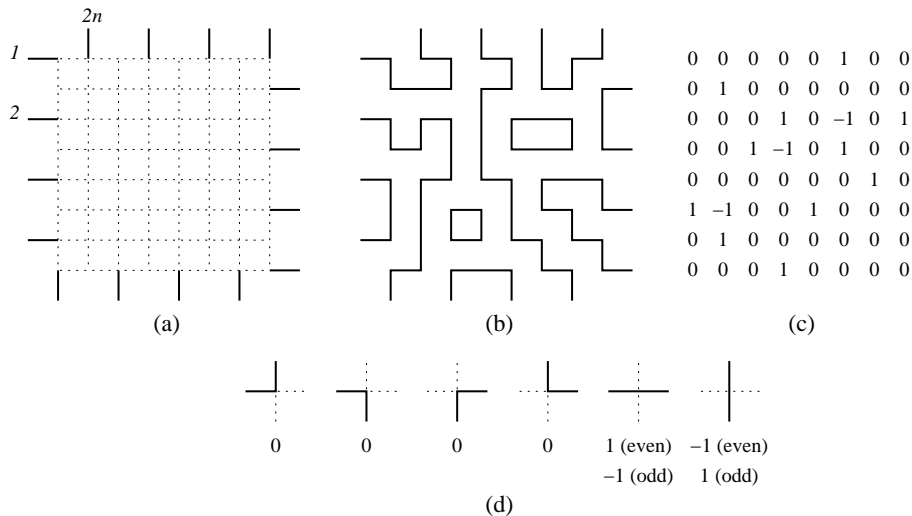 2n
1
2
(a)
(b)
0 0 0 0 0 1 0 0
0 1 0 0 0 0 0 0
0 0 0 1 0 –1 0 1
0 0 1 –1 0 1 0 0
0 0 0 0 0 0 1 0
1 –1 0 0 1 0 0 0
0 1 0 0 0 0 0 0
0 0 0 1 0 0 0 0
(c)
0 0 0 0 1 (even) –1 (even)
–1 (odd) 1 (odd)
(d)